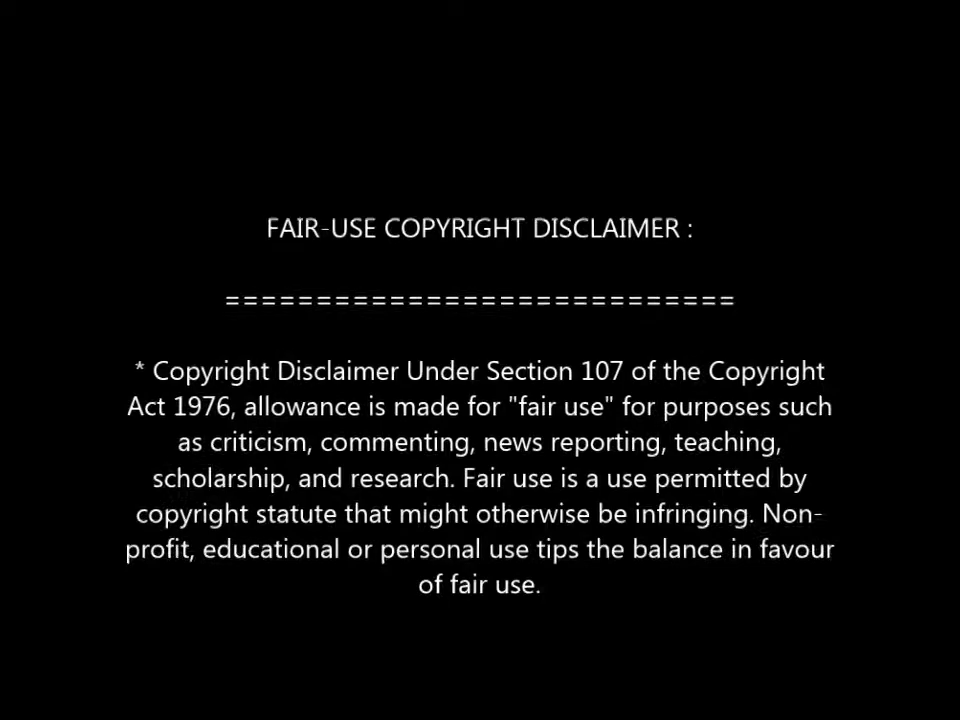 FAIR-USE COPYRIGHT DISCLAIMER :
============================
* Copyright Disclaimer Under Section 107 of the Copyright
Act 1976, allowance is made for "fair use" for purposes such
as criticism, commenting, news reporting, teaching,
scholarship, and research. Fair use is a use permitted by
copyright statute that might otherwise be infringing. Non-
profit, educational or personal use tips the balance in favour
of fair use.